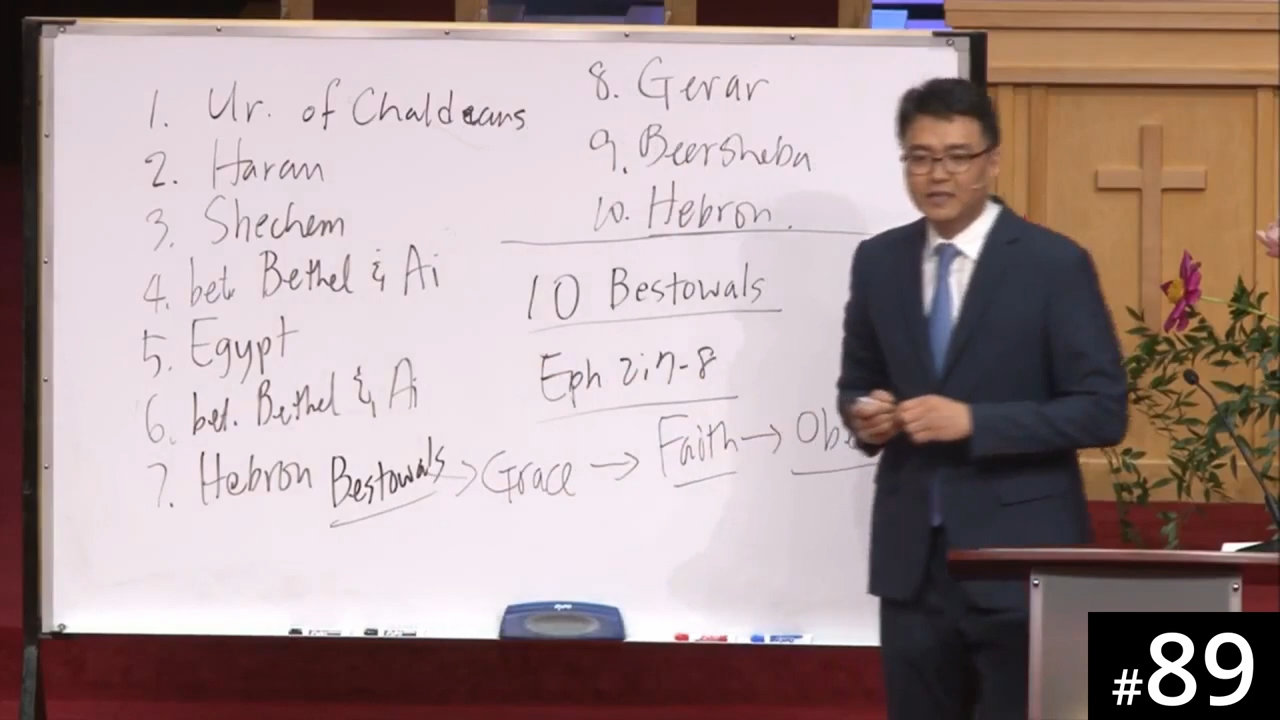 1. Ur. of Chaldeans
2. Haran
3. Shechem
4. bet. Bethel & Ai
5. Egypt
6. bet. Bethel & Ai
7. Hebron
8. Gerar
9. Beersheba
10. Hebron.
10 Bestowals
Eph 2:7-8
Bestowals → Grace → Faith → Obe
#89